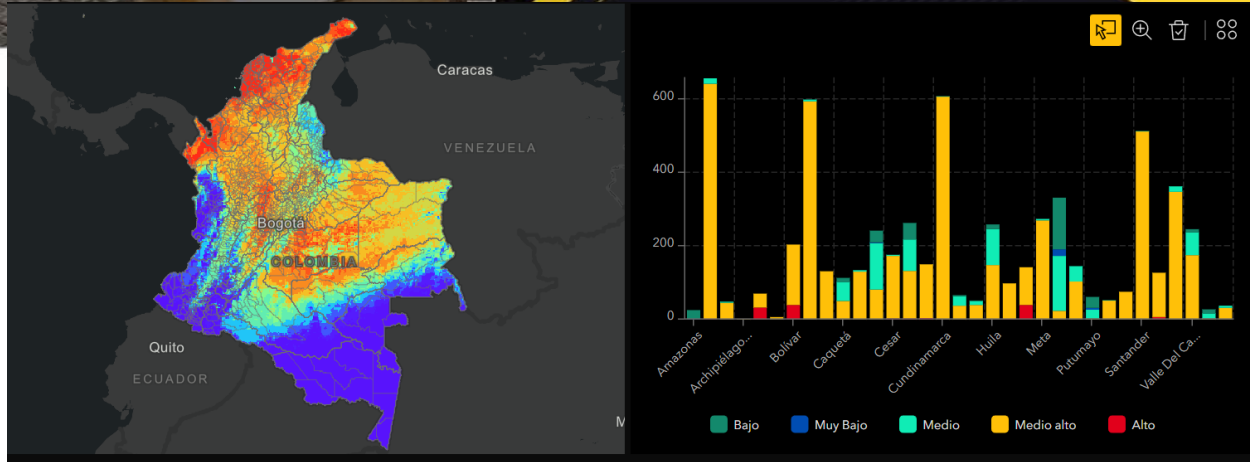 Caracas
VENEZUELA
Bogotá
COLOMBIA
Quito
ECUADOR
M
600
400
200
0
Amazonas
Archipiélago...
Bolívar
Caquetá
Cesar
Cundinamarca
Huila
Meta
Putumayo
Santander
Valle Del Ca...
Bajo
Muy Bajo
Medio
Medio alto
Alto